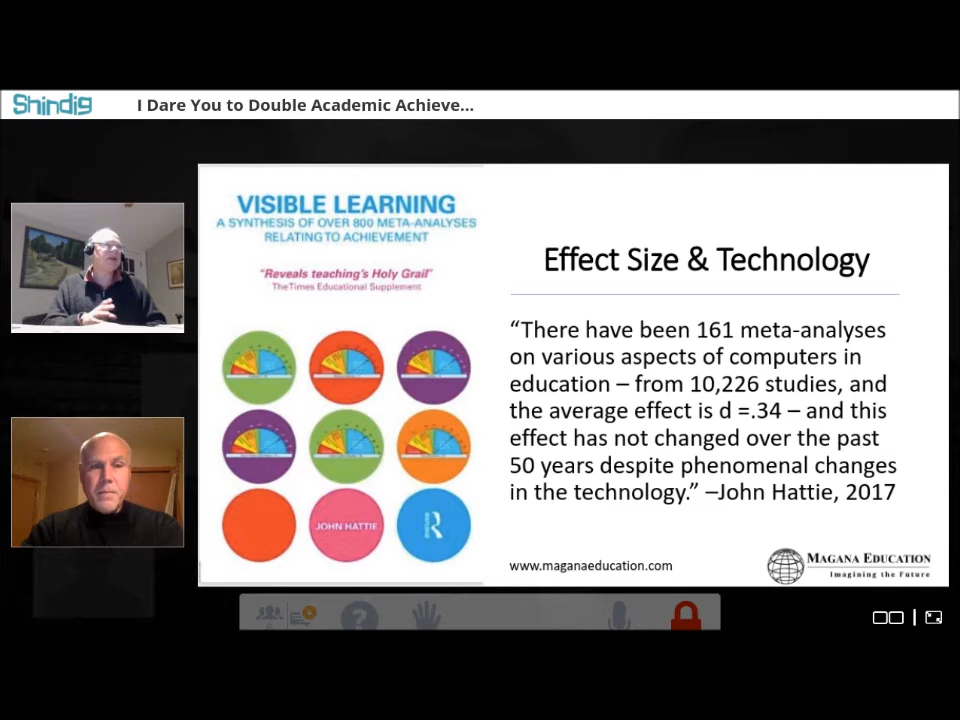 Shindig
I Dare You to Double Academic Achieve...
VISIBLE LEARNING
A SYNTHESIS OF OVER 800 META-ANALYSES
RELATING TO ACHIEVEMENT
"Reveals teaching's Holy Grail"
The Times Educational Supplement
JOHN HATTIE
R
Effect Size & Technology
“There have been 161 meta-analyses
on various aspects of computers in
education – from 10,226 studies, and
the average effect is d =.34 – and this
effect has not changed over the past
50 years despite phenomenal changes
in the technology.” –John Hattie, 2017
www.maganaeducation.com
MAGANA EDUCATION
Imagining the Future